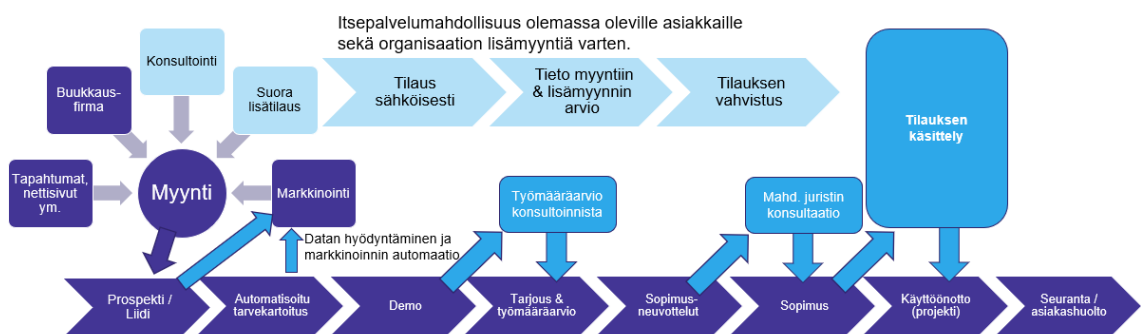 Itsepalvelumahdollisuus olemassa oleville asiakkaille
sekä organisaation lisämyyntiä varten.
Konsultointi
Buukkaus-
firma
Suora
lisätilaus
Tilaus
sähköisesti
Tieto myyntiin
& lisämyynnin
arvio
Tilauksen
vahvistus
Tilauksen
käsittely
Tapahtumat,
nettisivut
ym.
Myynti
Markkinointi
Työmääräarvio
konsultoinnista
Mahd. juristin
konsultaatio
Datan hyödyntäminen ja
markkinoinnin automaatio
Prospekti /
Liidi
Automatisoitu
tarvekartoitus
Demo
Tarjous &
työmääräarvio
Sopimus-
neuvottelut
Sopimus
Käyttöönotto
(projekti)
Seuranta /
asiakashuolto